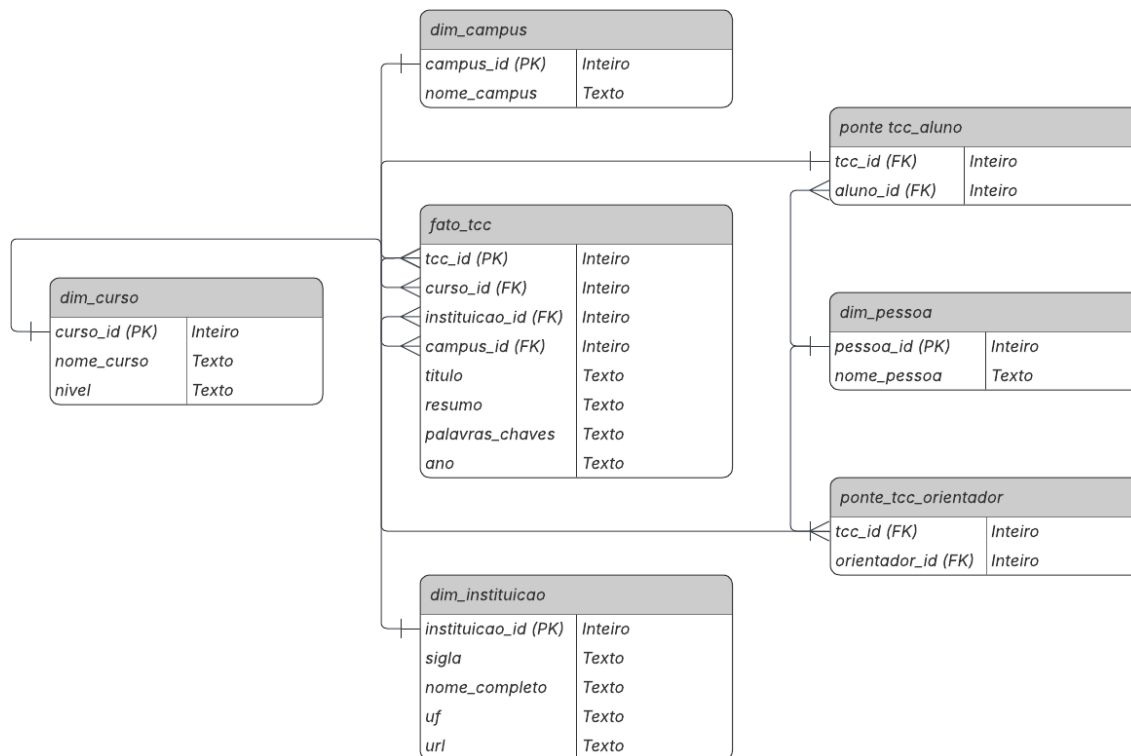 dim_campus
campus_id (PK) Inteiro
nome_campus Texto
ponte tcc_aluno
tcc_id (FK) Inteiro
aluno_id (FK) Inteiro
fato_tcc
tcc_id (PK) Inteiro
curso_id (FK) Inteiro
instituicao_id (FK) Inteiro
campus_id (FK) Inteiro
titulo Texto
resumo Texto
palavras_chaves Texto
ano Texto
dim_curso
curso_id (PK) Inteiro
nome_curso Texto
nivel Texto
dim_pessoa
pessoa_id (PK) Inteiro
nome_pessoa Texto
ponte_tcc_orientador
tcc_id (FK) Inteiro
orientador_id (FK) Inteiro
dim_instituicao
instituicao_id (PK) Inteiro
sigla Texto
nome_completo Texto
uf Texto
url Texto